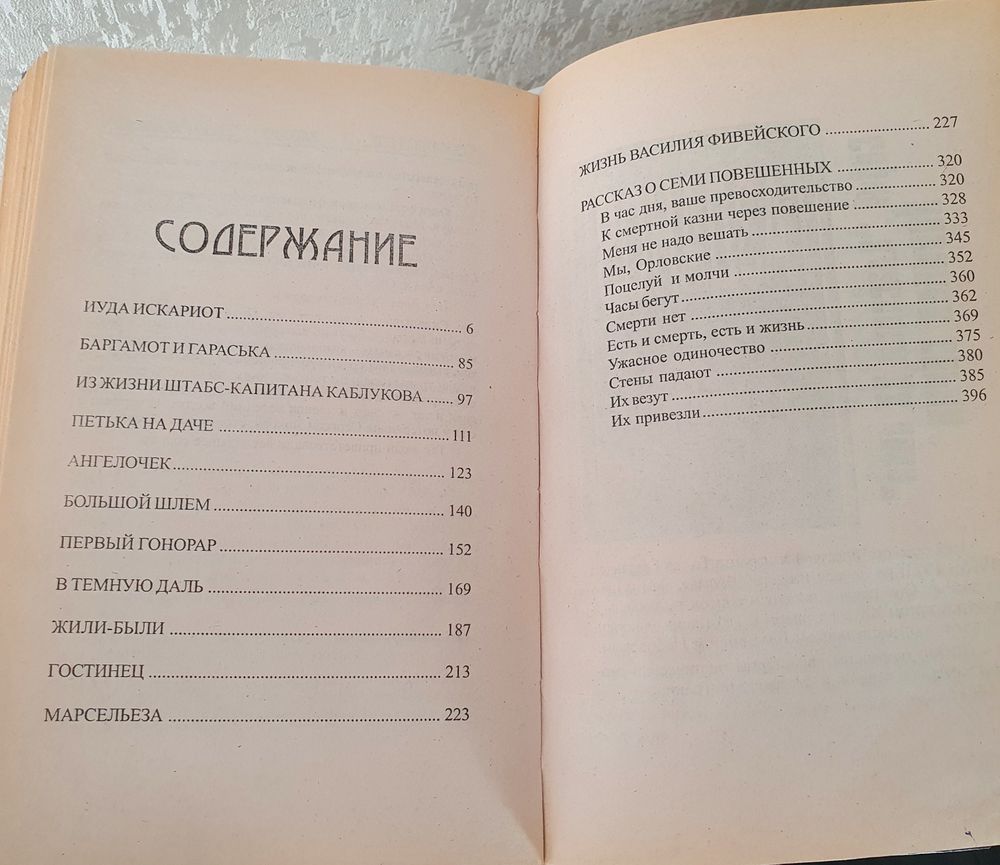 СОДЕРЖАНИЕ
ИУДА ИСКАРИОТ 6
БАРГАМОТ И ГАРАСЬКА 85
ИЗ ЖИЗНИ ШТАБС-КАПИТАНА КАБЛУКОВА 97
ПЕТЬКА НА ДАЧЕ 111
АНГЕЛОЧЕК 123
БОЛЬШОЙ ШЛЕМ 140
ПЕРВЫЙ ГОНОРАР 152
В ТЕМНУЮ ДАЛЬ 169
ЖИЛИ-БЫЛИ 187
ГОСТИНЕЦ 213
МАРСЕЛЬЕЗА 223
ЖИЗНЬ ВАСИЛИЯ ФИВЕЙСКОГО 227
РАССКАЗ О СЕМИ ПОВЕШЕННЫХ 320
В час дня, ваше превосходительство 320
К смертной казни через повешение 328
Меня не надо вешать 333
Мы, Орловские 345
Поцелуй и молчи 352
Часы бегут 360
Смерти нет 362
Есть и смерть, есть и жизнь 369
Ужасное одиночество 375
Стены падают 380
Их везут 385
Их привезли 396